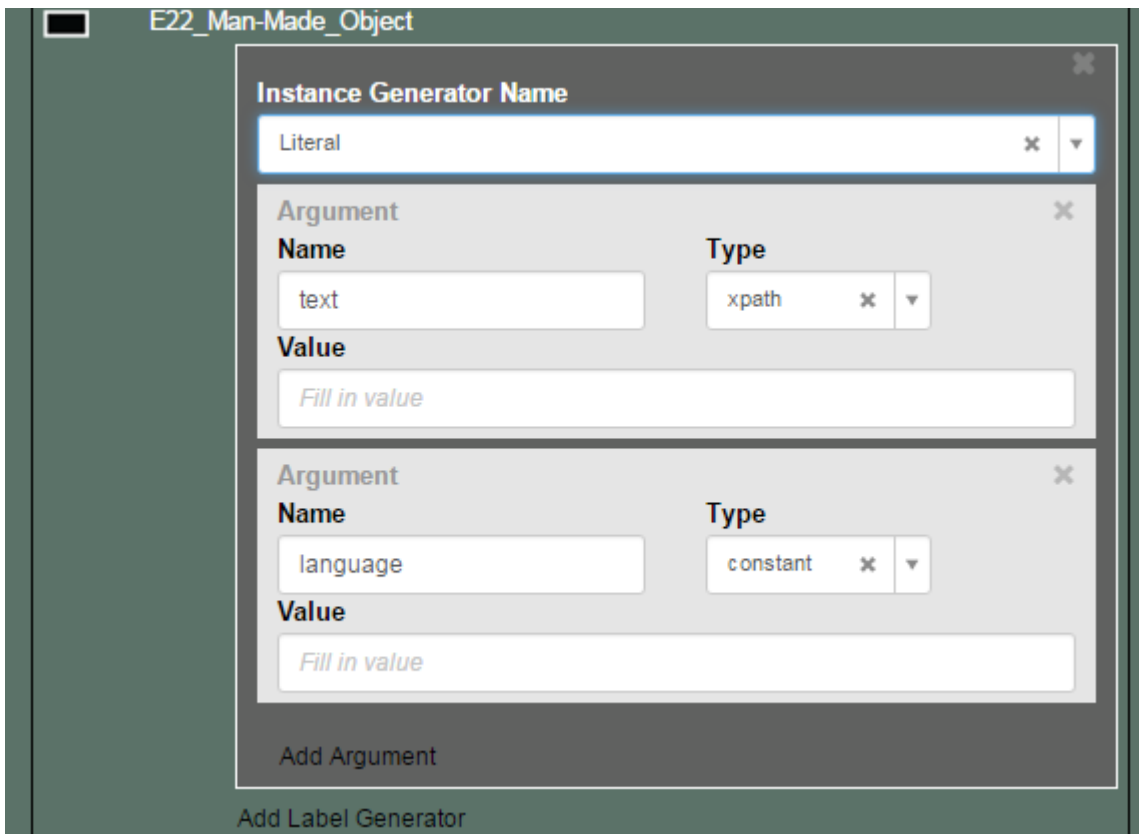 E22_Man-Made_Object
Instance Generator Name
Literal
Argument
Name Type
text xpath
Value
Fill in value
Argument
Name Type
language constant
Value
Fill in value
Add Argument
Add Label Generator